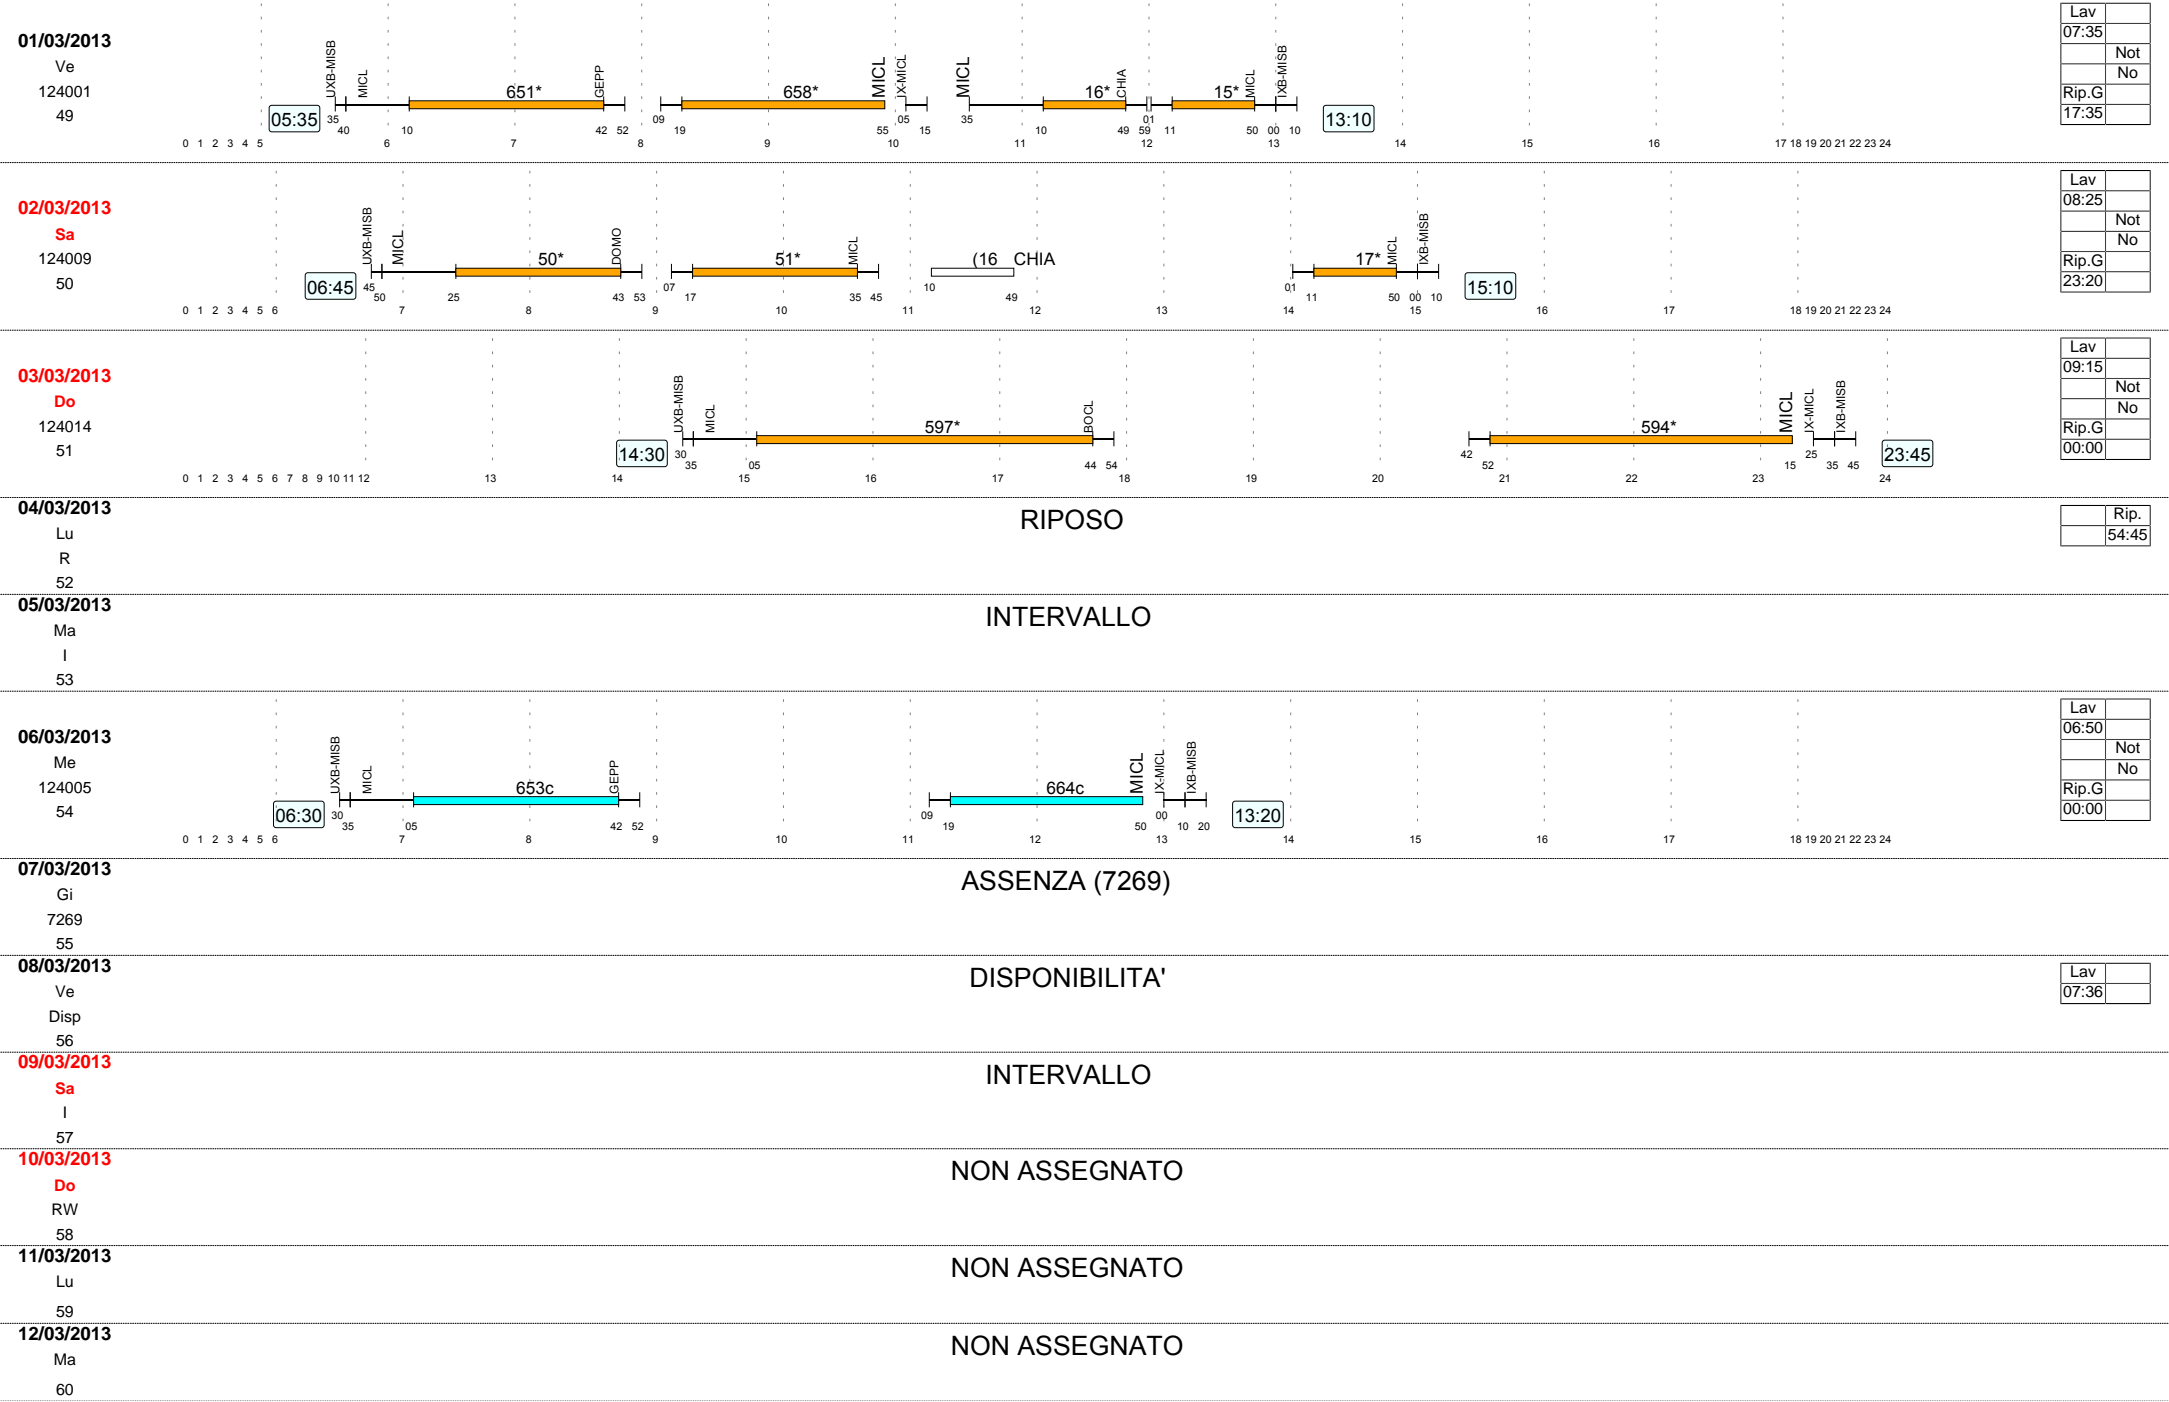 01/03/2013
Ve
124001
49
05:35
UXB-MISB
MICL
651*
GEPP
658*
MICL
IX-MICL
MICL
16*
CHIA
15*
MICL
IXB-MISB
13:10
35 40 10 42 52 09 19 55 05 15 35 10 49 59 01 11 50 00 10
0 1 2 3 4 5 6 7 8 9 10 11 12 13 14 15 16 17 18 19 20 21 22 23 24
Lav
07:35
Not
No
Rip.G
17:35
02/03/2013
Sa
124009
50
06:45
UXB-MISB
MICL
50*
DOMO
51*
MICL
(16 CHIA
17*
MICL
IXB-MISB
15:10
45 50 25 43 53 07 17 35 45 10 49 01 11 50 00 10
0 1 2 3 4 5 6 7 8 9 10 11 12 13 14 15 16 17 18 19 20 21 22 23 24
Lav
08:25
Not
No
Rip.G
23:20
03/03/2013
Do
124014
51
14:30
UXB-MISB
MICL
597*
BOCL
594*
MICL
IX-MICL
IXB-MISB
23:45
30 35 05 44 54 42 52 15 25 35 45
0 1 2 3 4 5 6 7 8 9 10 11 12 13 14 15 16 17 18 19 20 21 22 23 24
Lav
09:15
Not
No
Rip.G
00:00
04/03/2013
Lu
R
52
RIPOSO
Rip.
54:45
05/03/2013
Ma
I
53
INTERVALLO
06/03/2013
Me
124005
54
06:30
UXB-MISB
MICL
653c
GEPP
664c
MICL
IX-MICL
IXB-MISB
13:20
30 35 05 42 52 09 19 50 00 10 20
0 1 2 3 4 5 6 7 8 9 10 11 12 13 14 15 16 17 18 19 20 21 22 23 24
Lav
06:50
Not
No
Rip.G
00:00
07/03/2013
Gi
7269
55
ASSENZA (7269)
08/03/2013
Ve
Disp
56
DISPONIBILITA'
Lav
07:36
09/03/2013
Sa
I
57
INTERVALLO
10/03/2013
Do
RW
58
NON ASSEGNATO
11/03/2013
Lu
59
NON ASSEGNATO
12/03/2013
Ma
60
NON ASSEGNATO